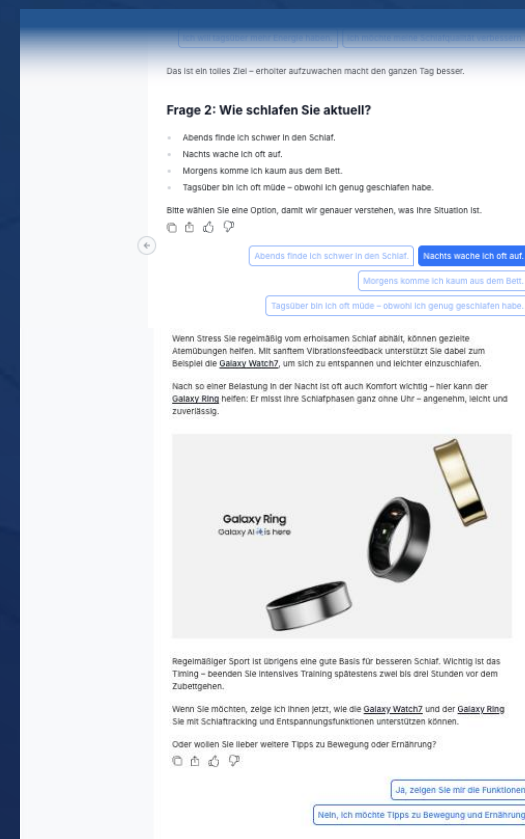 Das ist ein tolles Ziel – erholter aufzuwachen macht den ganzen Tag besser.
Frage 2: Wie schlafen Sie aktuell?
Abends finde ich schwer in den Schlaf.
Nachts wache ich oft auf.
Morgens komme ich kaum aus dem Bett.
Tagsüber bin ich oft müde – obwohl ich genug geschlafen habe.
Bitte wählen Sie eine Option, damit wir genauer verstehen, was Ihre Situation ist.
Abends finde ich schwer in den Schlaf.
Nachts wache ich oft auf.
Morgens komme ich kaum aus dem Bett.
Tagsüber bin ich oft müde – obwohl ich genug geschlafen habe.
Wenn Stress Sie regelmäßig vom erholsamen Schlaf abhält, können gezielte
Atemübungen helfen. Mit sanftem Vibrationsfeedback unterstützt Sie dabei zum
Beispiel die Galaxy Watch7, um sich zu entspannen und leichter einzuschlafen.
Nach so einer Belastung in der Nacht ist oft auch Komfort wichtig – hier kann der
Galaxy Ring helfen: Er misst Ihre Schlafphasen ganz ohne Uhr – angenehm, leicht und
zuverlässig.
Galaxy Ring
Galaxy AI is here
Regelmäßiger Sport ist übrigens eine gute Basis für besseren Schlaf. Wichtig ist das
Timing – beenden Sie intensives Training spätestens zwei bis drei Stunden vor dem
Zubettgehen.
Wenn Sie möchten, zeige ich Ihnen jetzt, wie die Galaxy Watch7 und der Galaxy Ring
Sie mit Schlaftracking und Entspannungsfunktionen unterstützen können.
Oder wollen Sie lieber weitere Tipps zu Bewegung oder Ernährung?
Ja, zeigen Sie mir die Funktionen
Nein, ich möchte Tipps zu Bewegung und Ernährung